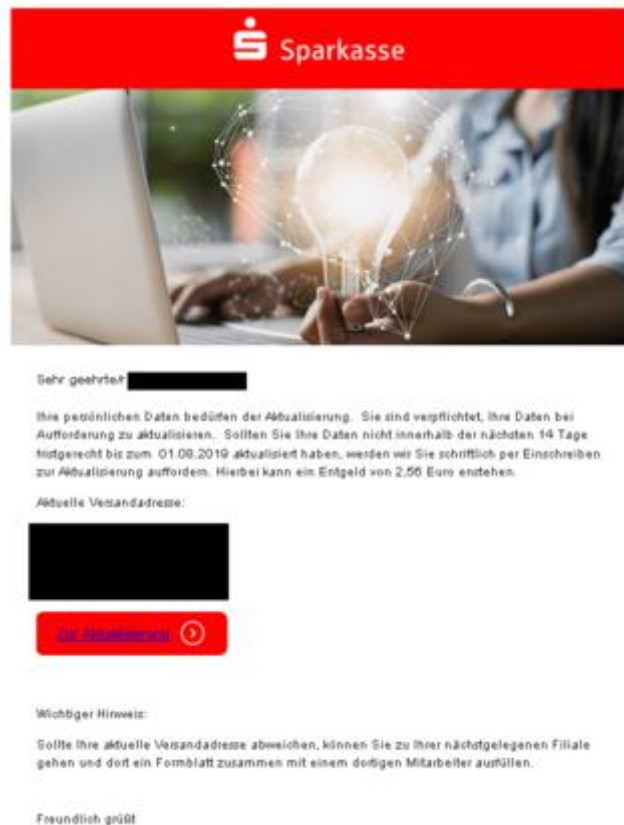 Sparkasse
Sehr geehrte/r
Ihre persönlichen Daten bedürfen der Aktualisierung. Sie sind verpflichtet, Ihre Daten bei
Aufforderung zu aktualisieren. Sollten Sie Ihre Daten nicht innerhalb der nächsten 14 Tage
fristgerecht bis zum 01.08.2019 aktualisiert haben, werden wir Sie schriftlich per Einschreiben
zur Aktualisierung auffordern. Hierbei kann ein Entgeld von 2,56 Euro enstehen.
Aktuelle Versandadresse:
Zur Aktualisierung
Wichtiger Hinweis:
Sollte Ihre aktuelle Versandadresse abweichen, können Sie zu Ihrer nächstgelegenen Filiale
gehen und dort ein Formblatt zusammen mit einem dortigen Mitarbeiter ausfüllen.
Freundlich grüßt